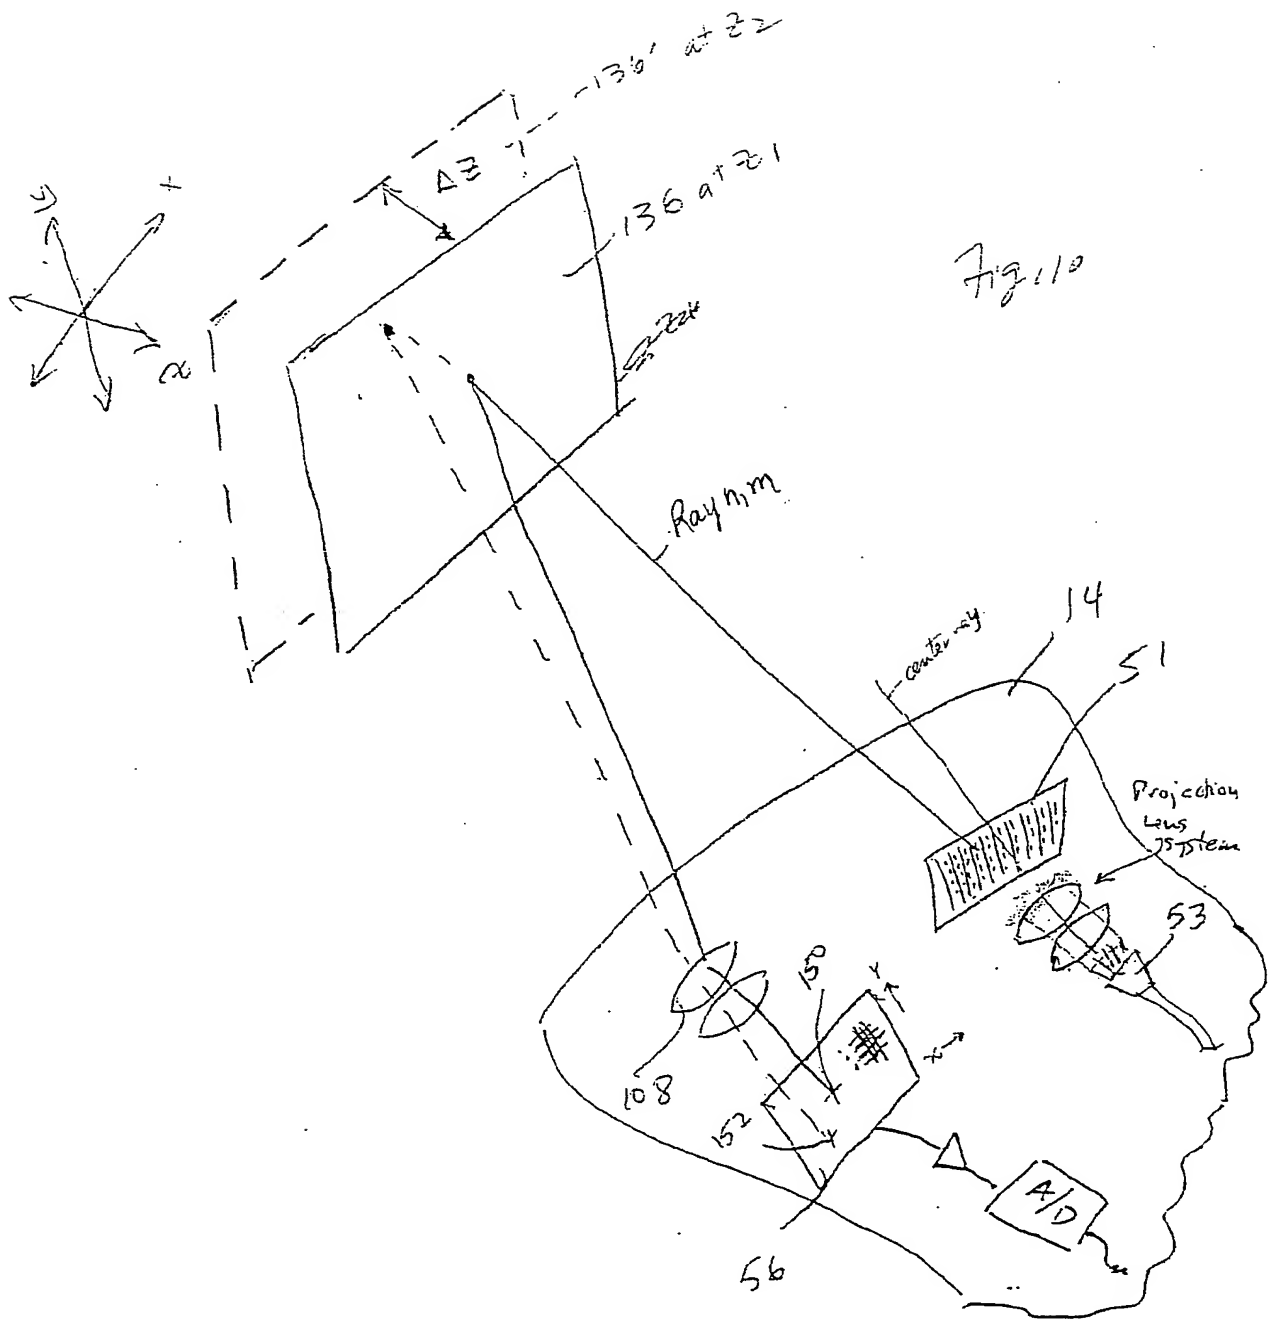 136' at Z2
ΔZ
136 at Z1
y
Fig. 10
Ray n,m
center ray
14
51
Projection
Lens
System
53
150
Y
X
108
152
A/D
56